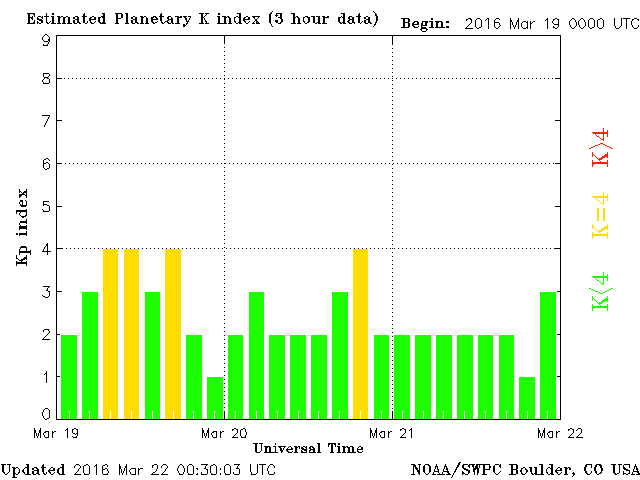 Estimated Planetary K index (3 hour data) Begin: 2016 Mar 19 0000 UTC
9
8
7
6
5
4
3
2
1
0
Kp index
K>4
K=4
K<4
Mar 19 Mar 20 Mar 21 Mar 22
Universal Time
Updated 2016 Mar 22 00:30:03 UTC NOAA/SWPC Boulder, CO USA